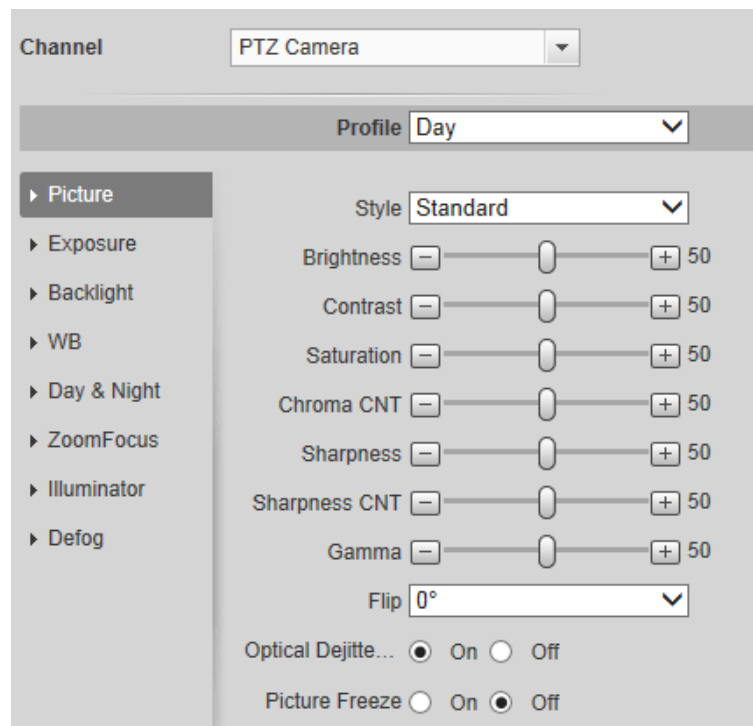 Channel PTZ Camera
Profile Day
Picture
Style Standard
Exposure
Brightness 50
Backlight
Contrast 50
WB
Saturation 50
Day & Night
Chroma CNT 50
ZoomFocus
Sharpness 50
Illuminator
Sharpness CNT 50
Defog
Gamma 50
Flip 0°
Optical Dejitte... On Off
Picture Freeze On Off